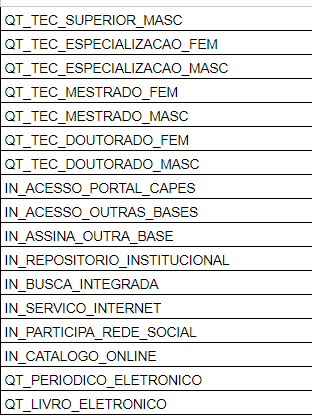 QT_TEC_SUPERIOR_MASC
QT_TEC_ESPECIALIZACAO_FEM
QT_TEC_ESPECIALIZACAO_MASC
QT_TEC_MESTRADO_FEM
QT_TEC_MESTRADO_MASC
QT_TEC_DOUTORADO_FEM
QT_TEC_DOUTORADO_MASC
IN_ACESSO_PORTAL_CAPES
IN_ACESSO_OUTRAS_BASES
IN_ASSINA_OUTRA_BASE
IN_REPOSITORIO_INSTITUCIONAL
IN_BUSCA_INTEGRADA
IN_SERVICO_INTERNET
IN_PARTICIPA_REDE_SOCIAL
IN_CATALOGO_ONLINE
QT_PERIODICO_ELETRONICO
QT_LIVRO_ELETRONICO